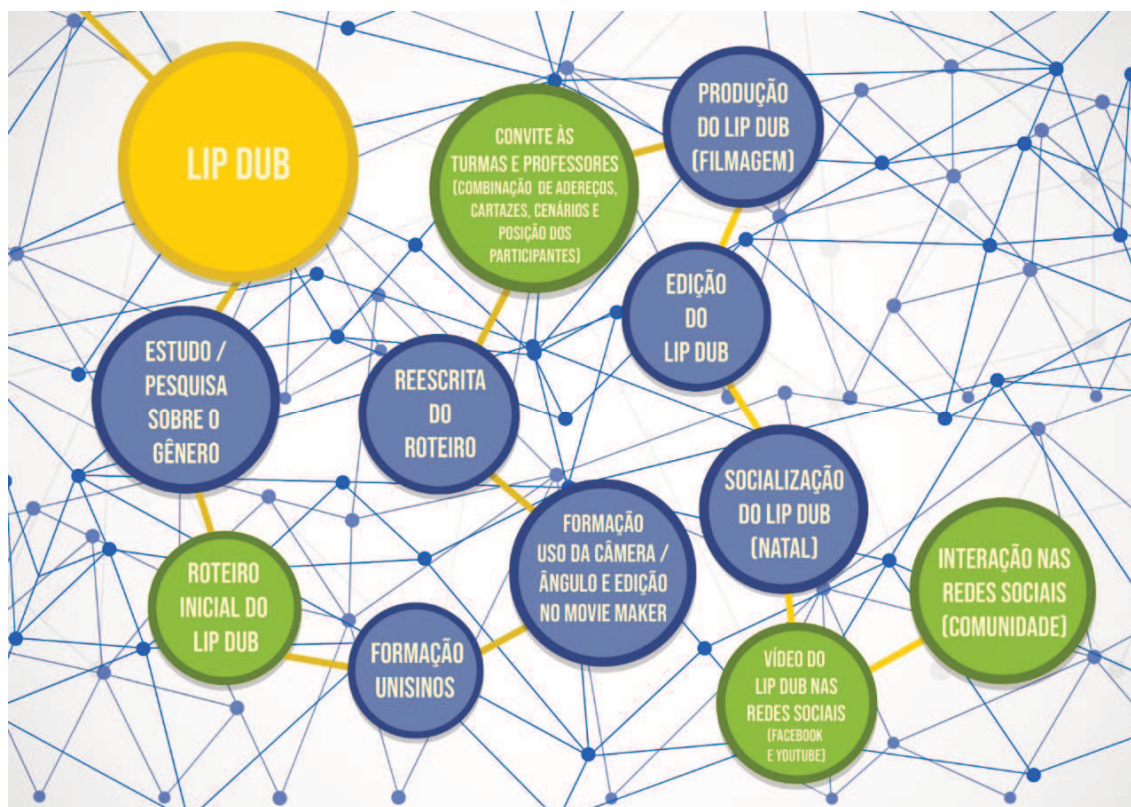 LIP DUB
ESTUDO /
PESQUISA
SOBRE O
GÊNERO
ROTEIRO
INICIAL DO
LIP DUB
FORMAÇÃO
UNISINOS
FORMAÇÃO
USO DA CÂMERA /
ÂNGULO E EDIÇÃO
NO MOVIE MAKER
REESCRITA
DO
ROTEIRO
CONVITE ÀS
TURMAS E PROFESSORES
(COMBINAÇÃO DE ADEREÇOS,
CARTAZES, CENÁRIOS E
POSIÇÃO DOS
PARTICIPANTES)
PRODUÇÃO
DO LIP DUB
(FILMAGEM)
EDIÇÃO
DO
LIP DUB
SOCIALIZAÇÃO
DO LIP DUB
(NATAL)
VÍDEO DO
LIP DUB NAS
REDES SOCIAIS
(FACEBOOK
E YOUTUBE)
INTERAÇÃO NAS
REDES SOCIAIS
(COMUNIDADE)